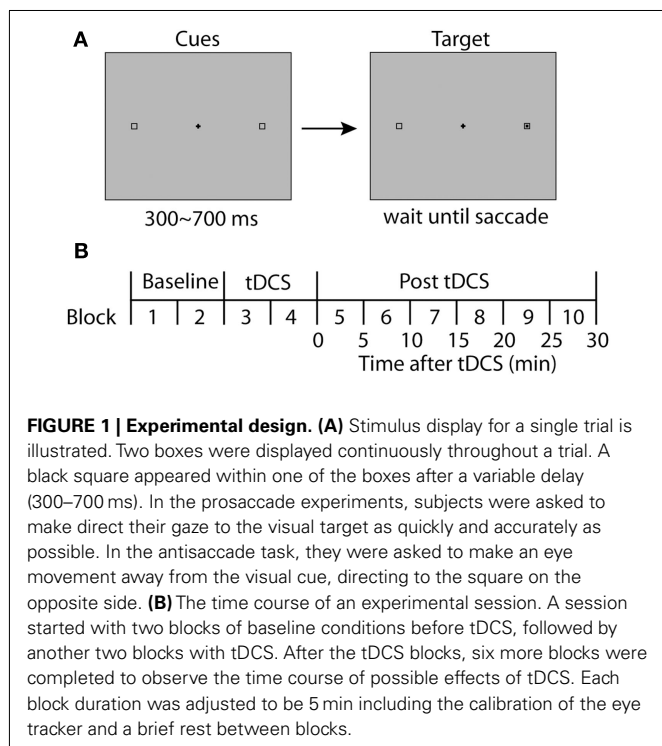 A
Cues Target
300~700 ms wait until saccade
B
Baseline tDCS Post tDCS
Block 1 2 3 4 5 6 7 8 9 10
0 5 10 15 20 25 30
Time after tDCS (min)
FIGURE 1 | Experimental design. (A) Stimulus display for a single trial is
illustrated. Two boxes were displayed continuously throughout a trial. A
black square appeared within one of the boxes after a variable delay
(300–700 ms). In the prosaccade experiments, subjects were asked to
make direct their gaze to the visual target as quickly and accurately as
possible. In the antisaccade task, they were asked to make an eye
movement away from the visual cue, directing to the square on the
opposite side. (B) The time course of an experimental session. A session
started with two blocks of baseline conditions before tDCS, followed by
another two blocks with tDCS. After the tDCS blocks, six more blocks were
completed to observe the time course of possible effects of tDCS. Each
block duration was adjusted to be 5 min including the calibration of the eye
tracker and a brief rest between blocks.